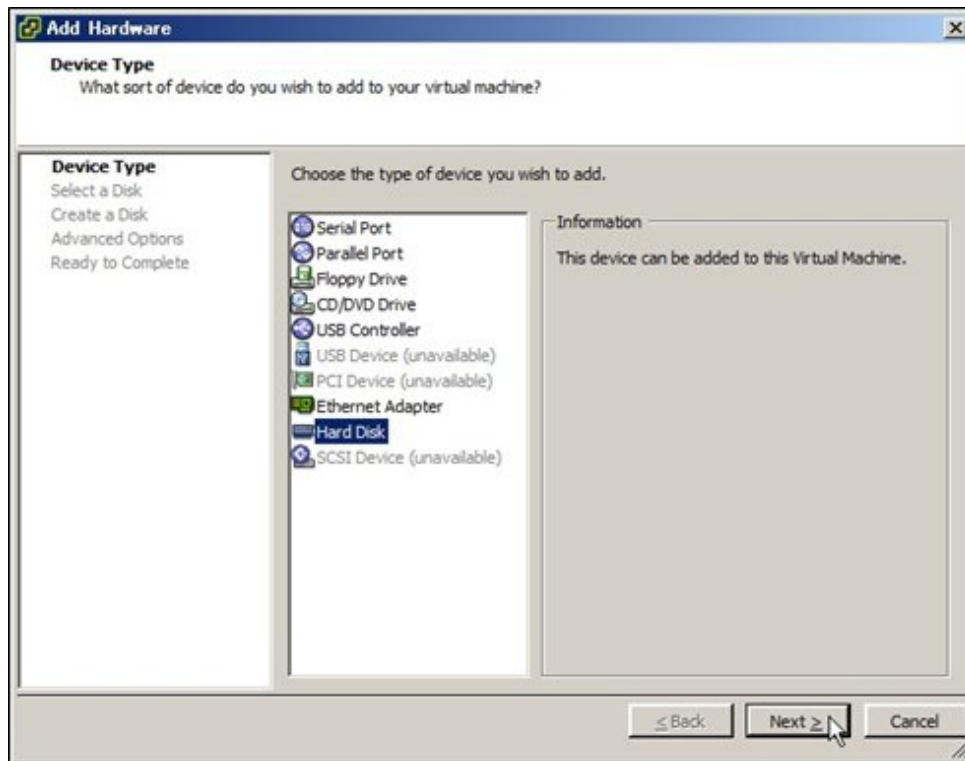 Add Hardware
Device Type
What sort of device do you wish to add to your virtual machine?
Device Type
Select a Disk
Create a Disk
Advanced Options
Ready to Complete
Choose the type of device you wish to add.
Serial Port
Parallel Port
Floppy Drive
CD/DVD Drive
USB Controller
USB Device (unavailable)
PCI Device (unavailable)
Ethernet Adapter
Hard Disk
SCSI Device (unavailable)
Information
This device can be added to this Virtual Machine.
< Back
Next >
Cancel